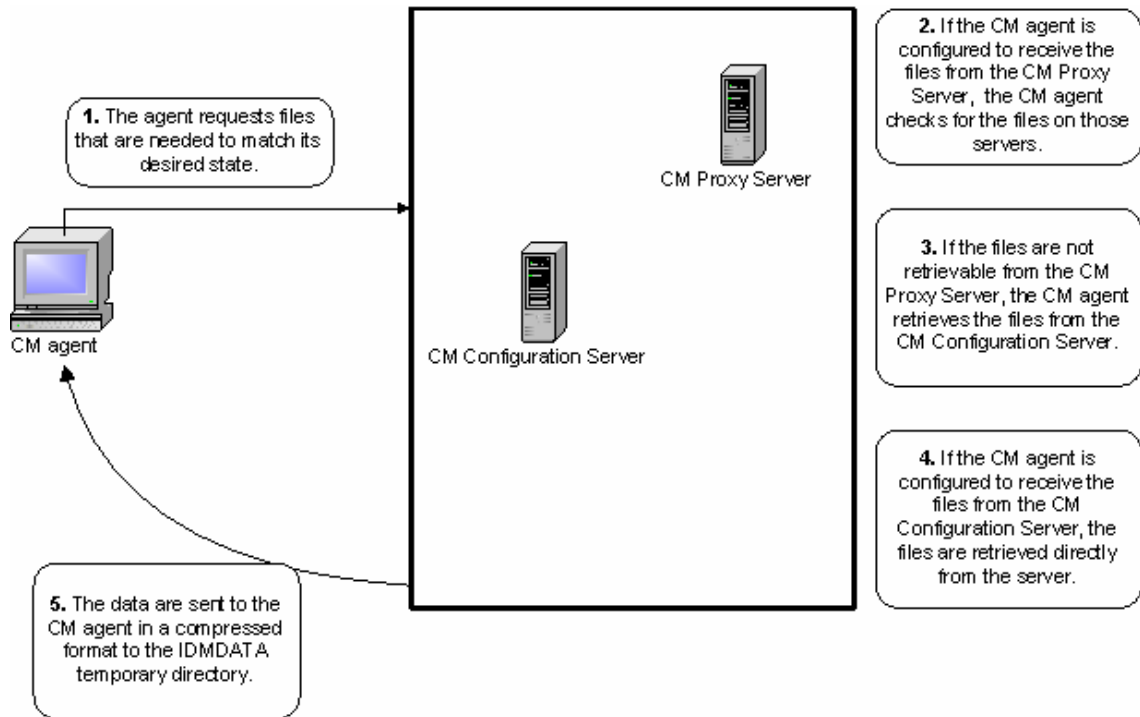 1. The agent requests files
that are needed to match its
desired state.
CM agent
CM Proxy Server
CM Configuration Server
2. If the CM agent is
configured to receive the
files from the CM Proxy
Server, the CM agent
checks for the files on those
servers.
3. If the files are not
retrievable from the CM
Proxy Server, the CM agent
retrieves the files from the
CM Configuration Server.
4. If the CM agent is
configured to receive the
files from the CM
Configuration Server, the
files are retrieved directly
from the server.
5. The data are sent to the
CM agent in a compressed
format to the IDMDATA
temporary directory.